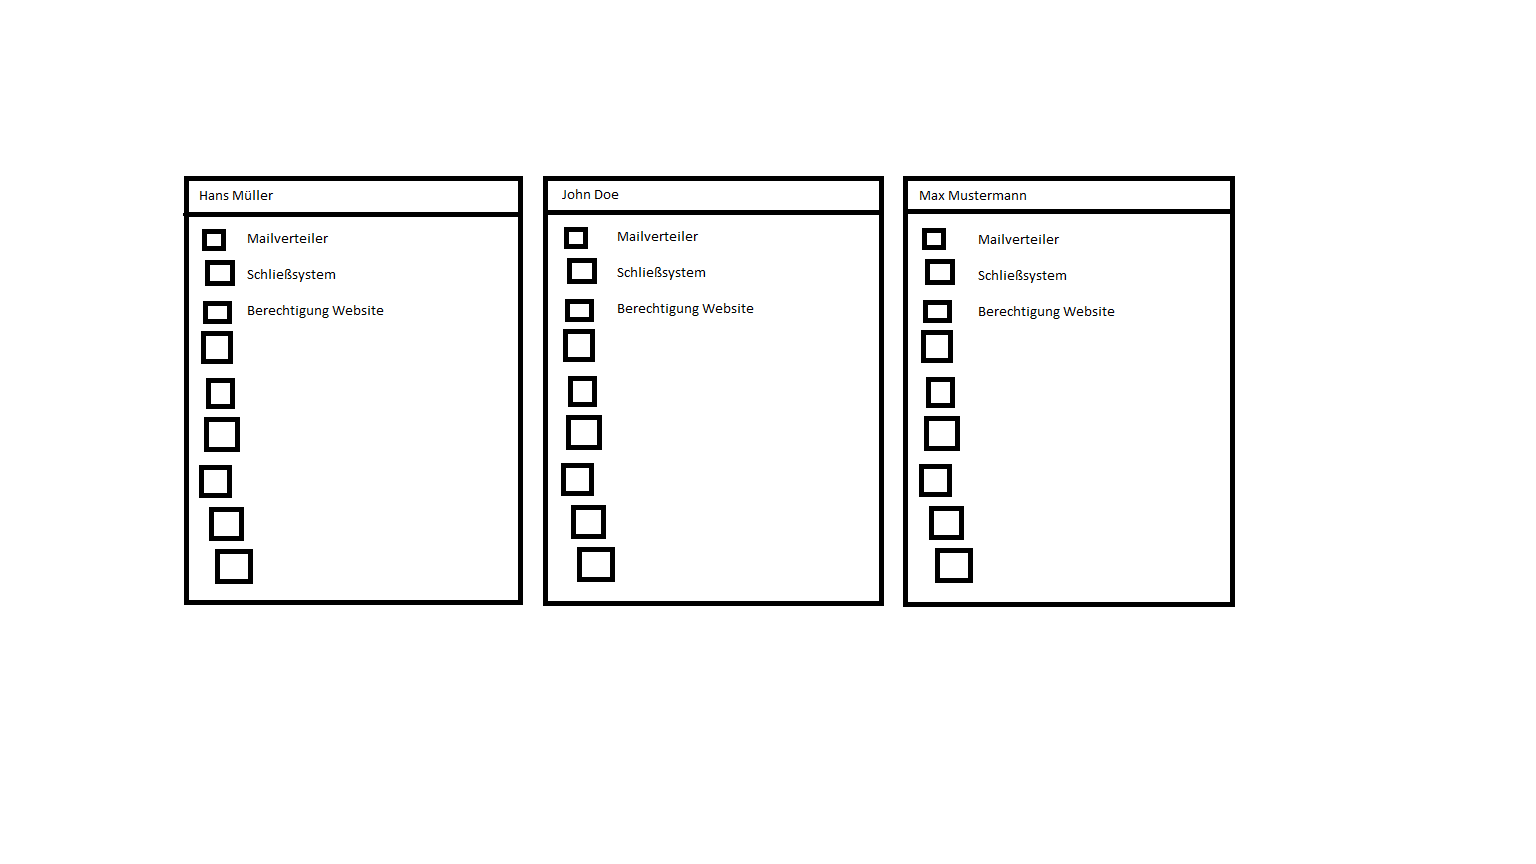 Hans Müller
Mailverteiler
Schließsystem
Berechtigung Website
John Doe
Mailverteiler
Schließsystem
Berechtigung Website
Max Mustermann
Mailverteiler
Schließsystem
Berechtigung Website